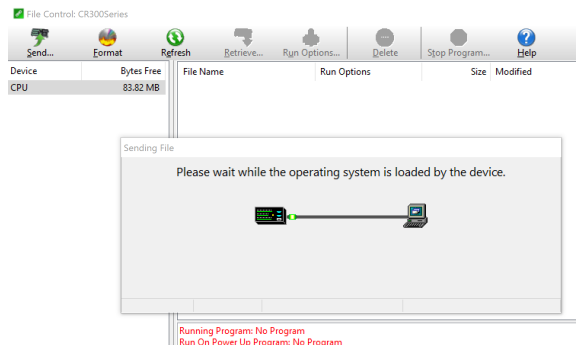 File Control: CR300Series
Send... Format Refresh Retrieve... Run Options... Delete Stop Program... Help
Device Bytes Free File Name Run Options Size Modified
CPU 83.82 MB
Sending File
Please wait while the operating system is loaded by the device.
Running Program: No Program
Run On Power Up Program: No Program